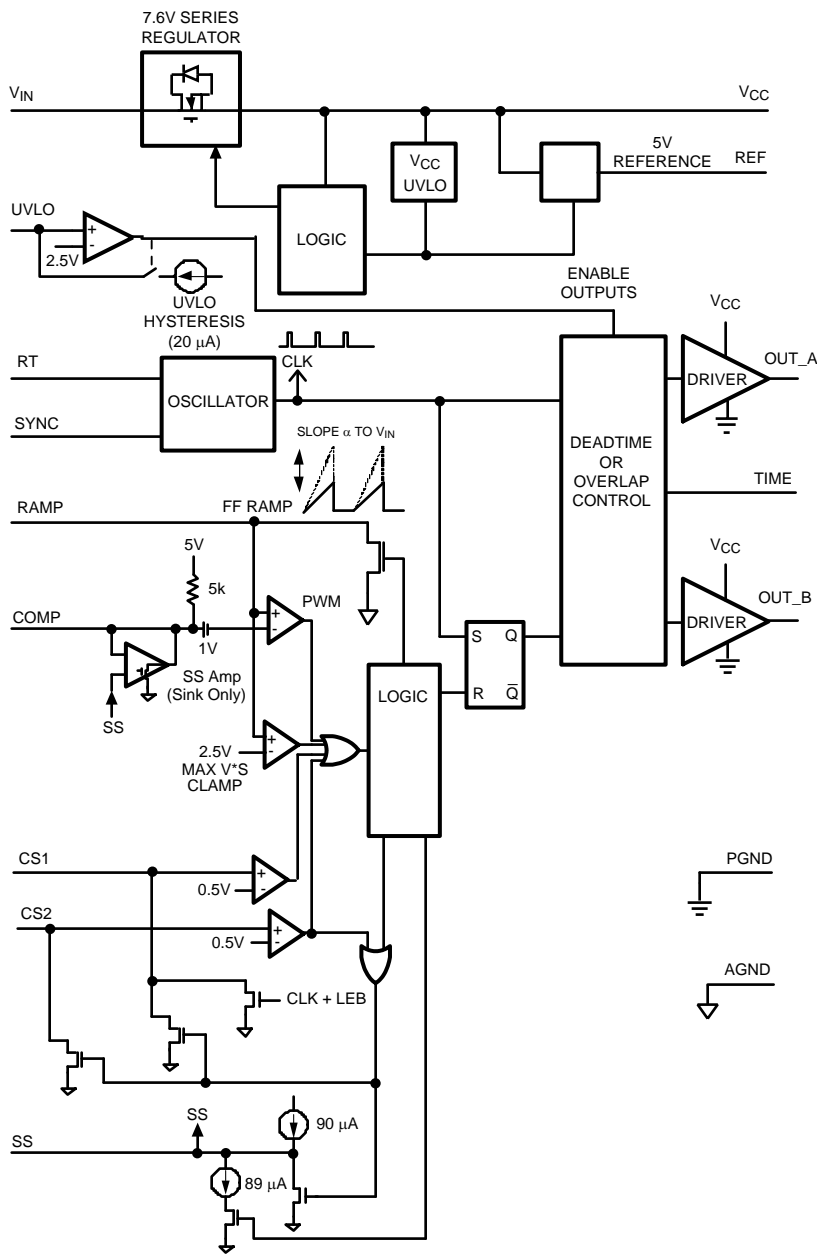 7.6V SERIES
REGULATOR
VIN
VCC
VCC
UVLO
5V
REFERENCE
REF
UVLO
+
-
2.5V
LOGIC
UVLO
HYSTERESIS
(20 µA)
ENABLE
OUTPUTS
VCC
OUT_A
DRIVER
RT
CLK
OSCILLATOR
SYNC
SLOPE α TO VIN
DEADTIME
OR
OVERLAP
CONTROL
TIME
RAMP
FF RAMP
5V
5k
PWM
COMP
+
-
1V
SS Amp
(Sink Only)
SS
VCC
OUT_B
DRIVER
S
Q
R
Q̅
LOGIC
+
-
2.5V
MAX V*S
CLAMP
CS1
+
-
0.5V
PGND
CS2
+
-
0.5V
CLK + LEB
AGND
SS
90 µA
SS
89 µA